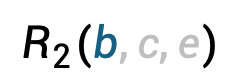 R₂(b, c, e)